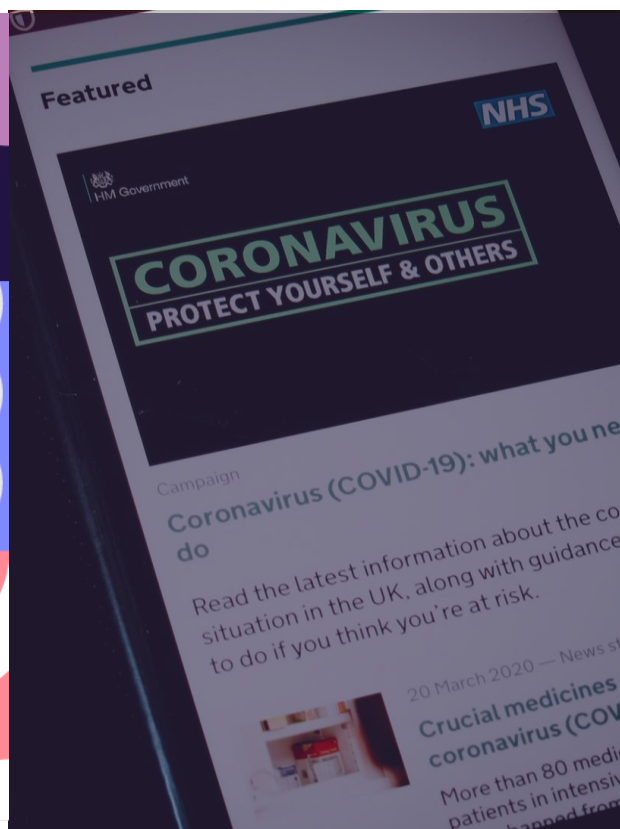 Featured
NHS
HM Government
CORONAVIRUS
PROTECT YOURSELF & OTHERS
Campaign
Coronavirus (COVID-19): what you ne
do
Read the latest information about the co
situation in the UK, along with guidance
to do if you think you're at risk.
20 March 2020 — News st
Crucial medicines
coronavirus (COV
More than 80 medi
patients in intensiv
banned from